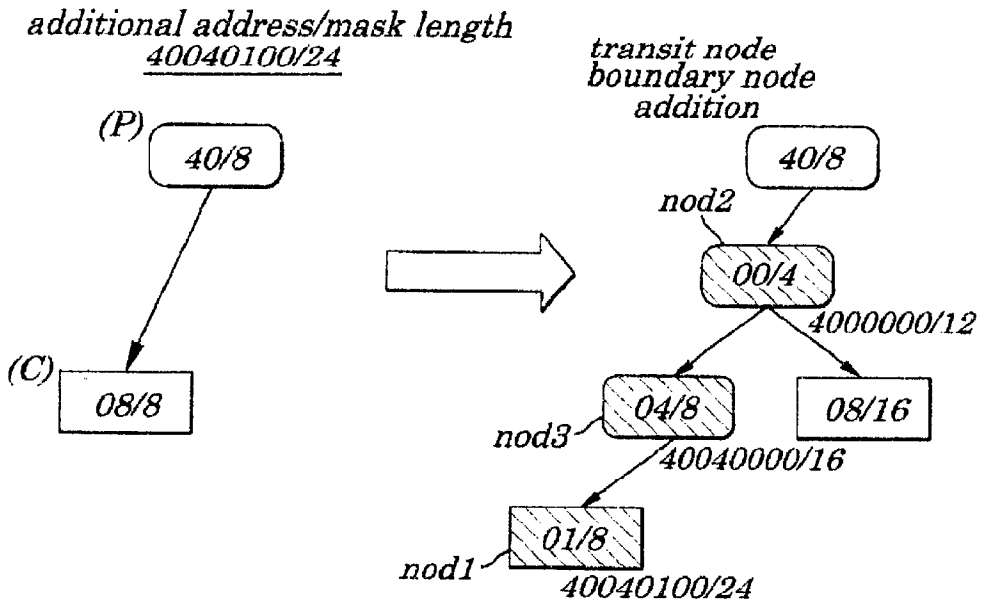 additional address/mask length
40040100/24
(P)
40/8
(C)
08/8
transit node
boundary node
addition
40/8
nod2
00/4
4000000/12
04/8
08/16
nod3
40040000/16
01/8
nod1
40040100/24